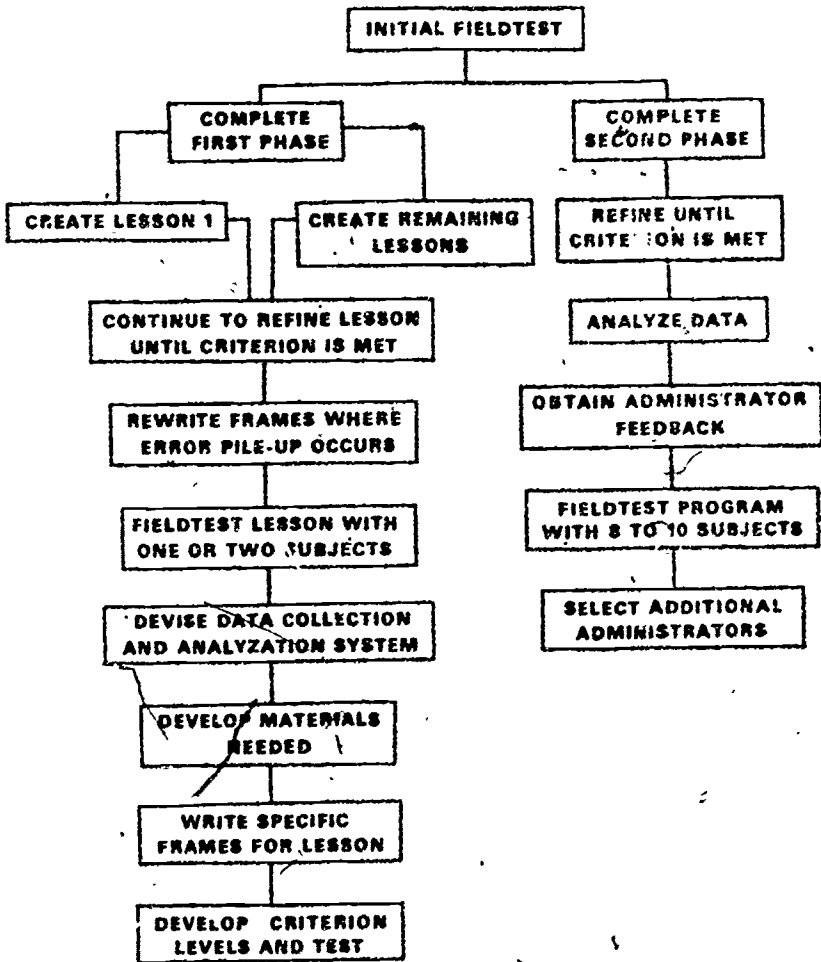 INITIAL FIELDTEST
COMPLETE
FIRST PHASE
COMPLETE
SECOND PHASE
CREATE LESSON 1
CREATE REMAINING
LESSONS
REFINE UNTIL
CRITERION IS MET
CONTINUE TO REFINE LESSON
UNTIL CRITERION IS MET
ANALYZE DATA
REWRITE FRAMES WHERE
ERROR PILE-UP OCCURS
OBTAIN ADMINISTRATOR
FEEDBACK
FIELDTEST LESSON WITH
ONE OR TWO SUBJECTS
FIELDTEST PROGRAM
WITH 8 TO 10 SUBJECTS
DEVISE DATA COLLECTION
AND ANALYZATION SYSTEM
SELECT ADDITIONAL
ADMINISTRATORS
DEVELOP MATERIALS
NEEDED
WRITE SPECIFIC
FRAMES FOR LESSON
DEVELOP CRITERION
LEVELS AND TEST